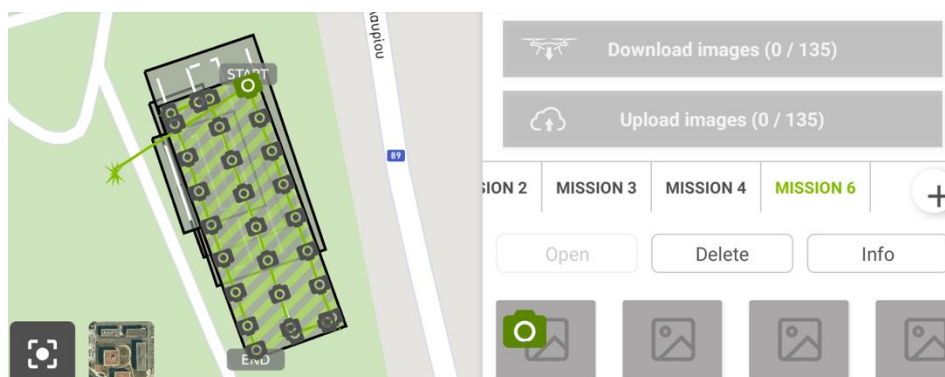 START
END
89
Download images (0 / 135)
Upload images (0 / 135)
MISSION 3
MISSION 4
MISSION 6
Open
Delete
Info